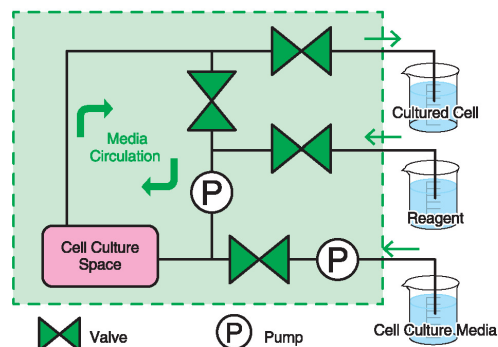 Cultured Cell
Media
Circulation
P
Reagent
Cell Culture
Space
P
Cell Culture Media
Valve
P
Pump